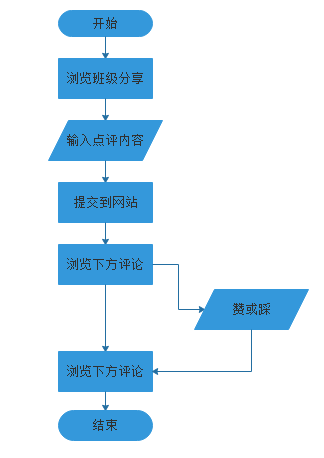 开始
浏览班级分享
输入点评内容
提交到网站
浏览下方评论
赞或踩
浏览下方评论
结束